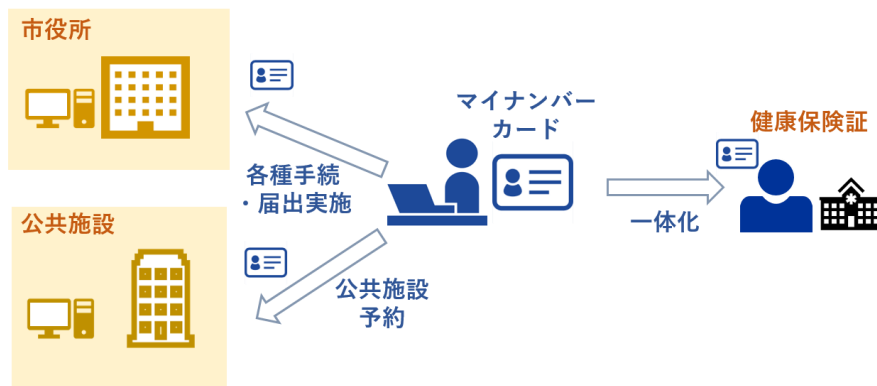 市役所
マイナンバー
カード
健康保険証
各種手続
・届出実施
一体化
公共施設
公共施設
予約